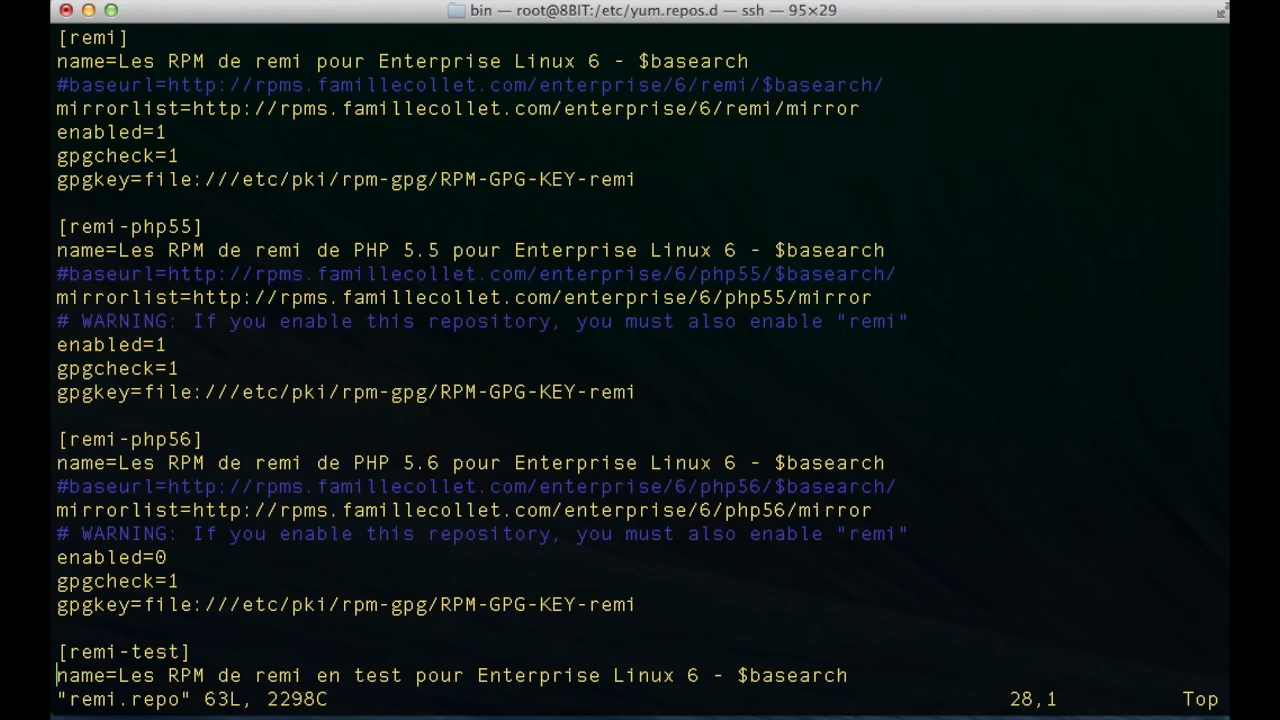 bin — root@8BIT:/etc/yum.repos.d — ssh — 95×29
[remi]
name=Les RPM de remi pour Enterprise Linux 6 - $basearch
#baseurl=http://rpms.famillecollet.com/enterprise/6/remi/$basearch/
mirrorlist=http://rpms.famillecollet.com/enterprise/6/remi/mirror
enabled=1
gpgcheck=1
gpgkey=file:///etc/pki/rpm-gpg/RPM-GPG-KEY-remi
[remi-php55]
name=Les RPM de remi de PHP 5.5 pour Enterprise Linux 6 - $basearch
#baseurl=http://rpms.famillecollet.com/enterprise/6/php55/$basearch/
mirrorlist=http://rpms.famillecollet.com/enterprise/6/php55/mirror
# WARNING: If you enable this repository, you must also enable "remi"
enabled=1
gpgcheck=1
gpgkey=file:///etc/pki/rpm-gpg/RPM-GPG-KEY-remi
[remi-php56]
name=Les RPM de remi de PHP 5.6 pour Enterprise Linux 6 - $basearch
#baseurl=http://rpms.famillecollet.com/enterprise/6/php56/$basearch/
mirrorlist=http://rpms.famillecollet.com/enterprise/6/php56/mirror
# WARNING: If you enable this repository, you must also enable "remi"
enabled=0
gpgcheck=1
gpgkey=file:///etc/pki/rpm-gpg/RPM-GPG-KEY-remi
[remi-test]
name=Les RPM de remi en test pour Enterprise Linux 6 - $basearch
"remi.repo" 63L, 2298C 28,1 Top